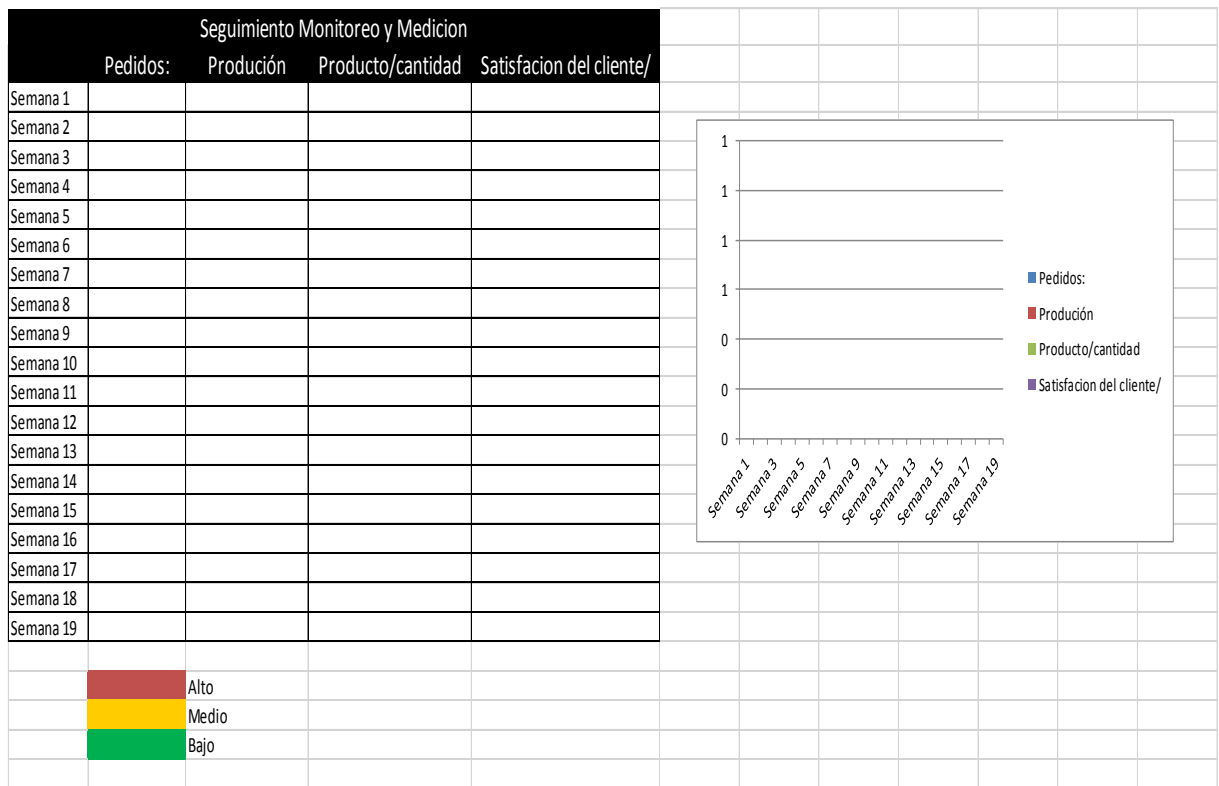 Seguimiento Monitoreo y Medicion
Pedidos: Produción Producto/cantidad Satisfacion del cliente/
Semana 1
Semana 2
Semana 3
Semana 4
Semana 5
Semana 6
Semana 7
Semana 8
Semana 9
Semana 10
Semana 11
Semana 12
Semana 13
Semana 14
Semana 15
Semana 16
Semana 17
Semana 18
Semana 19
Alto
Medio
Bajo
1
1
1
1
0
0
0
Semana 1 Semana 3 Semana 5 Semana 7 Semana 9 Semana 11 Semana 13 Semana 15 Semana 17 Semana 19
Pedidos:
Produción
Producto/cantidad
Satisfacion del cliente/